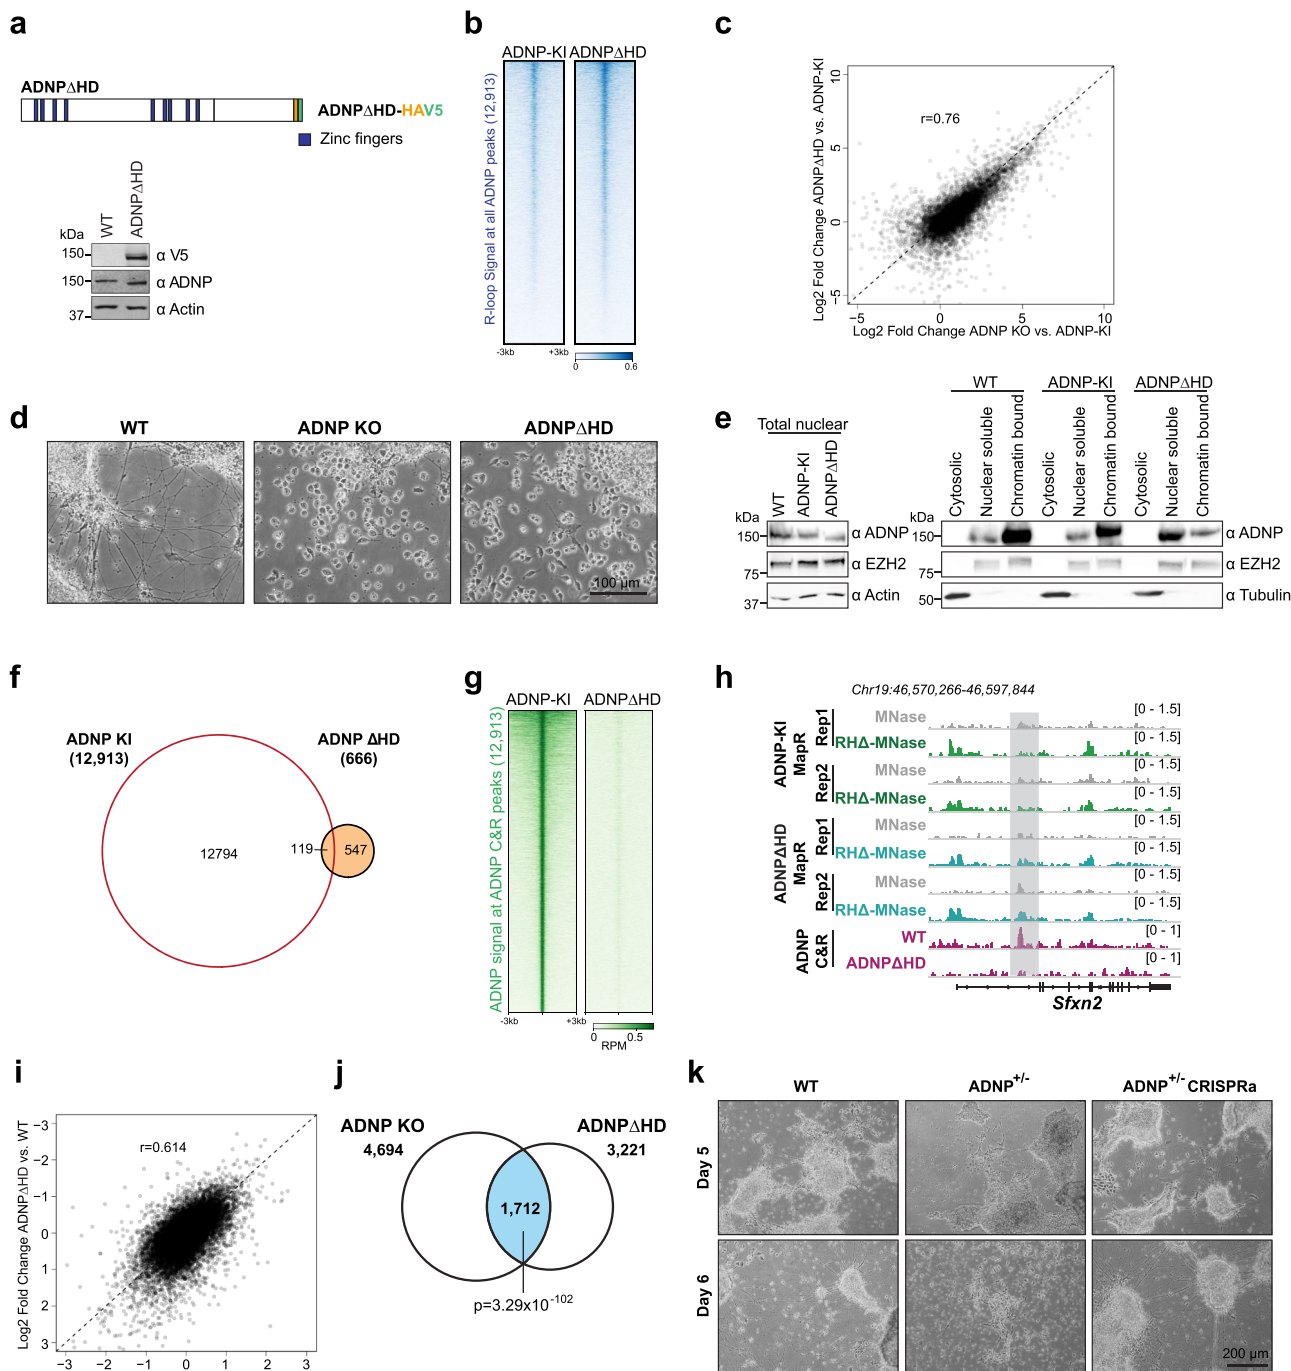 a
ADNPΔHD
ADNPΔHD-HAV5
Zinc fingers
WT
ADNPΔHD
kDa
150
α V5
150
α ADNP
37
α Actin
b
ADNP-KI
ADNPΔHD
R-loop Signal at all ADNP peaks (12,913)
-3kb
+3kb
0
0.6
c
Log2 Fold Change ADNPΔHD vs. ADNP-KI
10
5
0
−5
r=0.76
−5
0
5
10
Log2 Fold Change ADNP KO vs. ADNP-KI
d
WT
ADNP KO
ADNPΔHD
100 µm
e
Total nuclear
WT
ADNP-KI
ADNPΔHD
kDa
150
α ADNP
75
α EZH2
37
α Actin
WT
ADNP-KI
ADNPΔHD
Cytosolic
Nuclear soluble
Chromatin bound
Cytosolic
Nuclear soluble
Chromatin bound
Cytosolic
Nuclear soluble
Chromatin bound
kDa
150
α ADNP
75
α EZH2
50
α Tubulin
f
ADNP KI
(12,913)
ADNP ΔHD
(666)
12794
119
547
g
ADNP-KI
ADNPΔHD
ADNP signal at ADNP C&R peaks (12,913)
-3kb
+3kb
0
0.5
RPM
h
Chr19:46,570,266-46,597,844
ADNP-KI
MapR
Rep1
MNase
[0 - 1.5]
RHΔ-MNase
[0 - 1.5]
Rep2
MNase
[0 - 1.5]
RHΔ-MNase
[0 - 1.5]
ADNPΔHD
MapR
Rep1
MNase
[0 - 1.5]
RHΔ-MNase
[0 - 1.5]
Rep2
MNase
[0 - 1.5]
RHΔ-MNase
[0 - 1.5]
ADNP
C&R
WT
[0 - 1]
ADNPΔHD
[0 - 1]
Sfxn2
i
Log2 Fold Change ADNPΔHD vs. WT
−3
−2
−1
0
1
2
3
r=0.614
−3
−2
−1
0
1
2
3
j
ADNP KO
4,694
ADNPΔHD
3,221
1,712
p=3.29x10-102
k
WT
ADNP+/-
ADNP+/- CRISPRa
Day 5
Day 6
200 µm